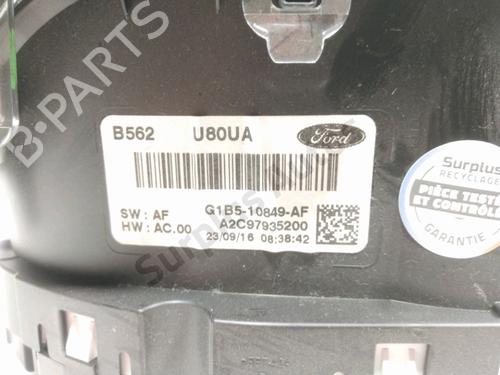 B-PARTS
B562 U80UA
Ford
SW : AF G1B5-10849-AF
HW : AC.00 A2C97935200
23/09/16 08:38:42
Surplus
RECYCLAGE
PIÈCE TESTÉE
ET CONTRÔLÉE
GARANTIE